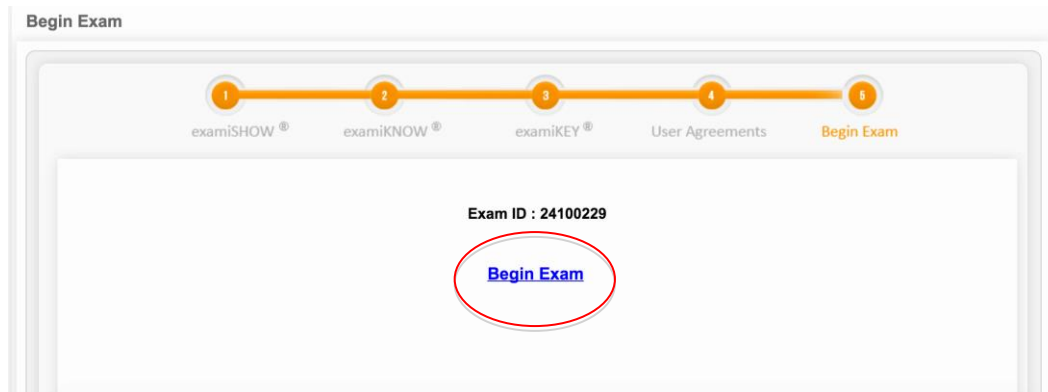 Begin Exam
1 2 3 4 5
examiSHOW ® examiKNOW ® examiKEY ® User Agreements Begin Exam
Exam ID : 24100229
Begin Exam